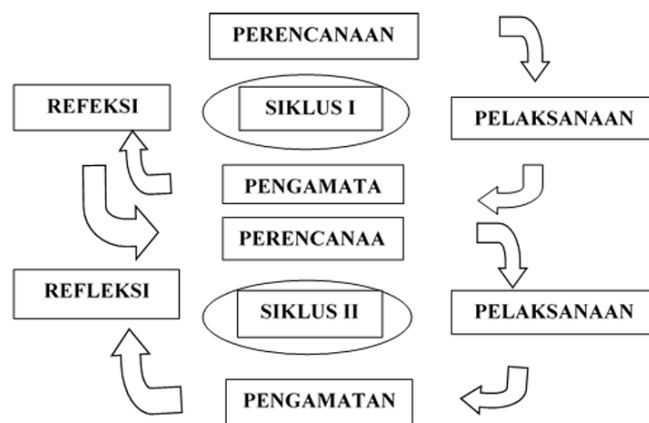 PERENCANAAN
REFEKSI
SIKLUS I
PELAKSANAAN
PENGAMATA
PERENCANAA
REFLEKSI
SIKLUS II
PELAKSANAAN
PENGAMATAN